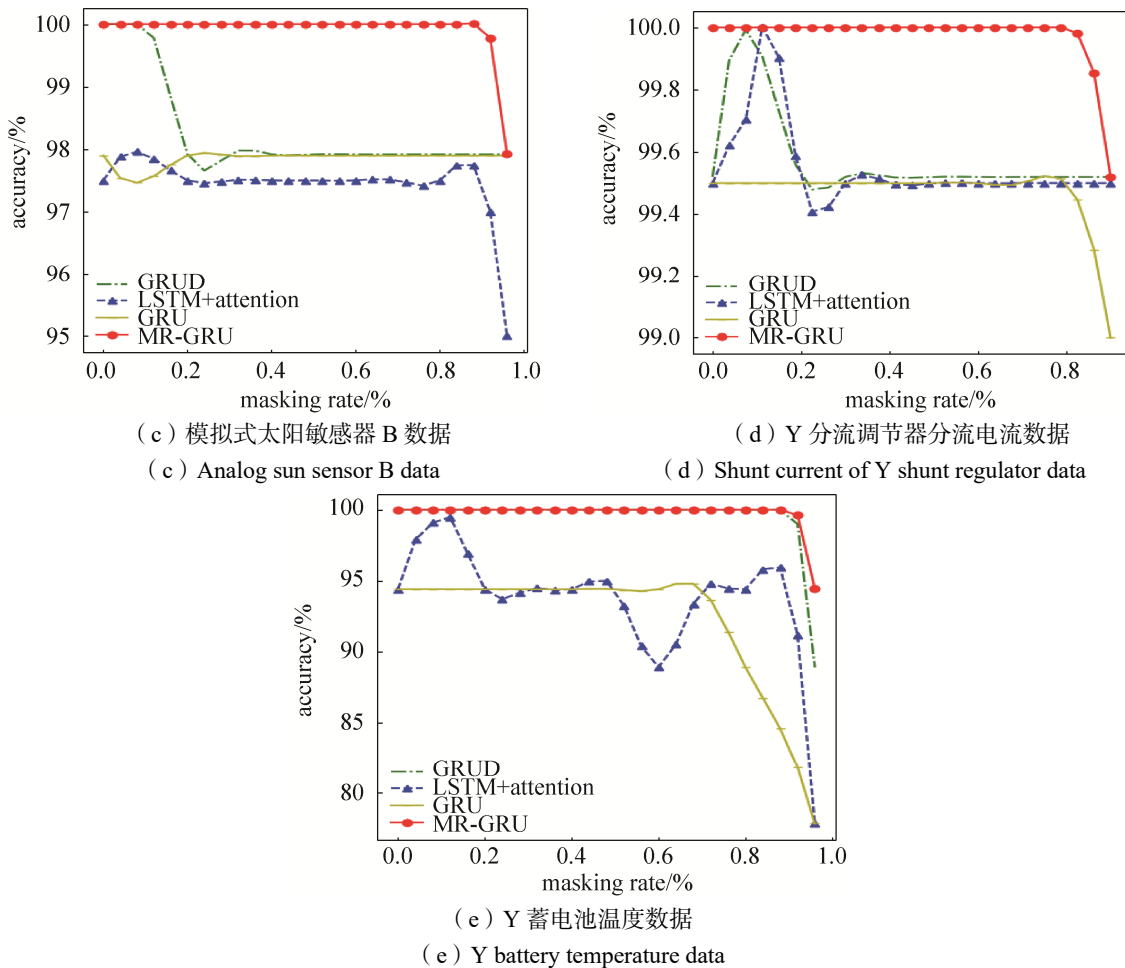 100
99
98
97
96
95
accuracy/%
GRUD
LSTM+attention
GRU
MR-GRU
0.0 0.2 0.4 0.6 0.8 1.0
masking rate/%
(c)模拟式太阳敏感器 B 数据
(c)Analog sun sensor B data
100.0
99.8
99.6
99.4
99.2
99.0
accuracy/%
GRUD
LSTM+attention
GRU
MR-GRU
0.0 0.2 0.4 0.6 0.8
masking rate/%
(d)Y 分流调节器分流电流数据
(d)Shunt current of Y shunt regulator data
100
95
90
85
80
accuracy/%
GRUD
LSTM+attention
GRU
MR-GRU
0.0 0.2 0.4 0.6 0.8 1.0
masking rate/%
(e)Y 蓄电池温度数据
(e)Y battery temperature data